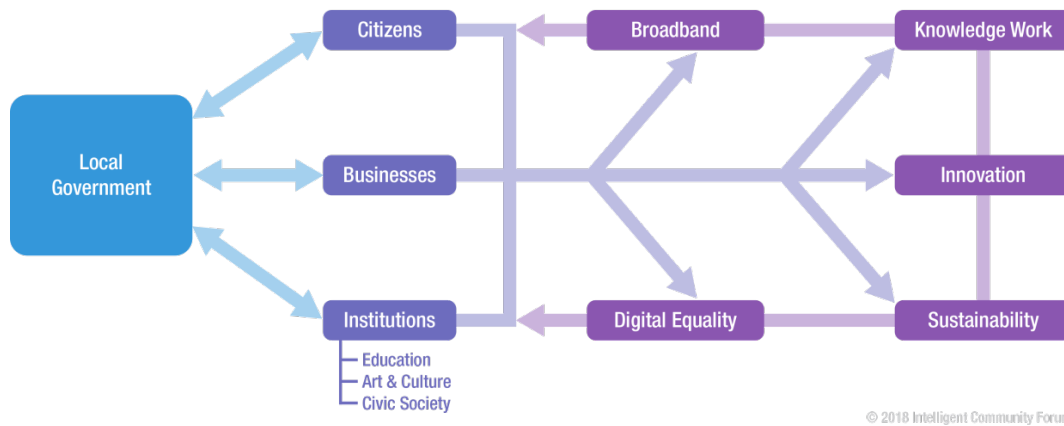 Citizens
Broadband
Knowledge Work
Local
Government
Businesses
Innovation
Institutions
Digital Equality
Sustainability
Education
Art & Culture
Civic Society
© 2018 Intelligent Community Foru